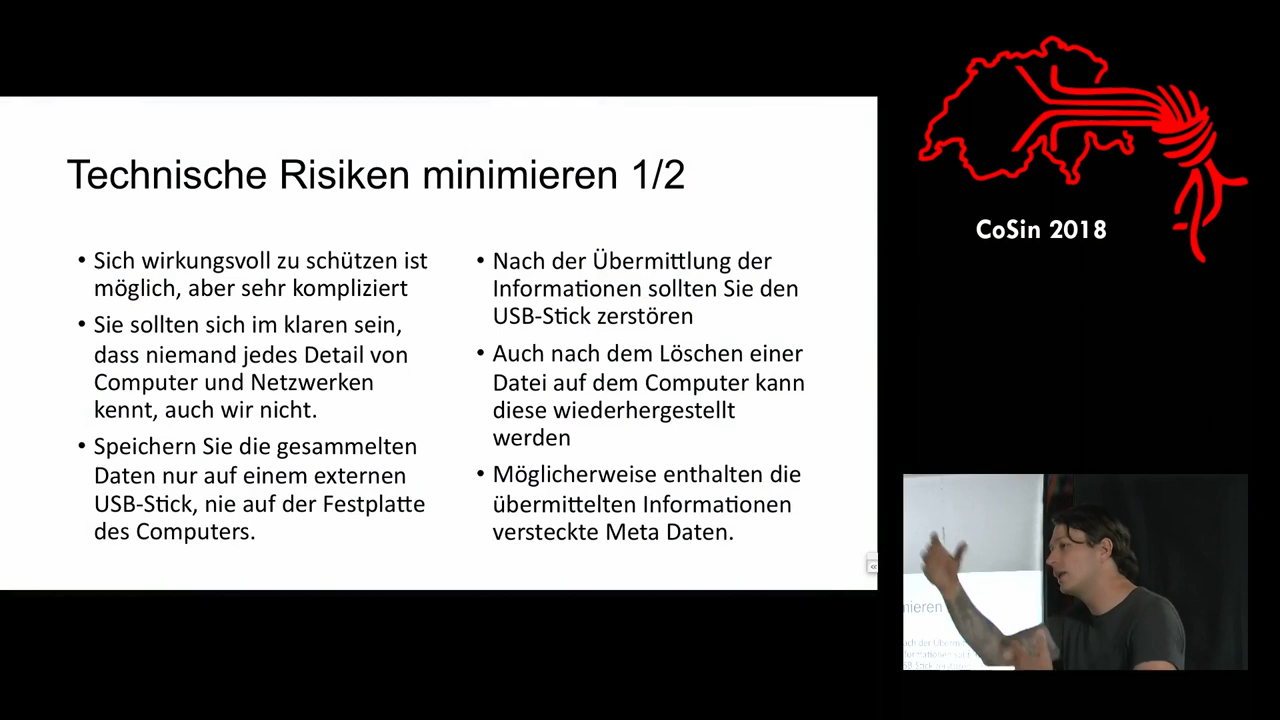 Technische Risiken minimieren 1/2
• Sich wirkungsvoll zu schützen ist
möglich, aber sehr kompliziert
• Sie sollten sich im klaren sein,
dass niemand jedes Detail von
Computer und Netzwerken
kennt, auch wir nicht.
• Speichern Sie die gesammelten
Daten nur auf einem externen
USB-Stick, nie auf der Festplatte
des Computers.
• Nach der Übermittlung der
Informationen sollten Sie den
USB-Stick zerstören
• Auch nach dem Löschen einer
Datei auf dem Computer kann
diese wiederhergestellt
werden
• Möglicherweise enthalten die
übermittelten Informationen
versteckte Meta Daten.
CoSin 2018